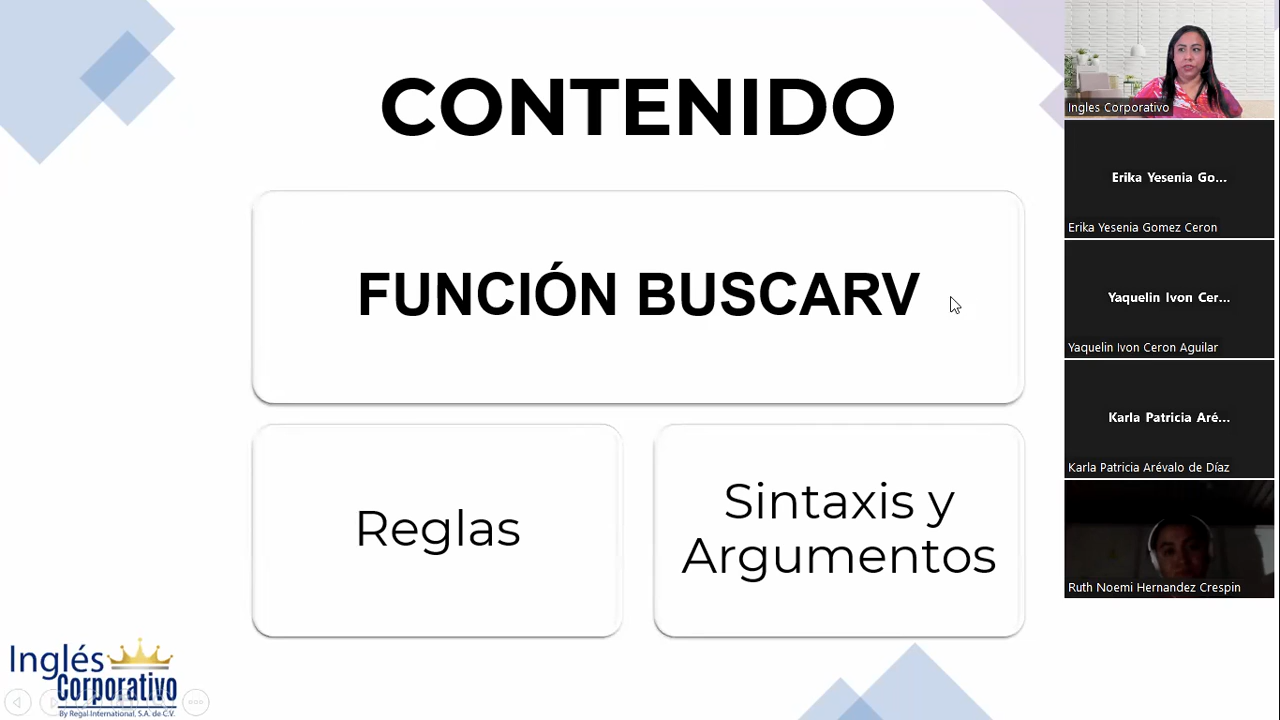 CONTENIDO
FUNCIÓN BUSCARV
Reglas
Sintaxis y
Argumentos
Inglés
Corporativo
By Regal International, S.A. de C.V.
Ingles Corporativo
Erika Yesenia Go...
Erika Yesenia Gomez Ceron
Yaquelin Ivon Cer...
Yaquelin Ivon Ceron Aguilar
Karla Patricia Aré...
Karla Patricia Arévalo de Díaz
Ruth Noemi Hernandez Crespin